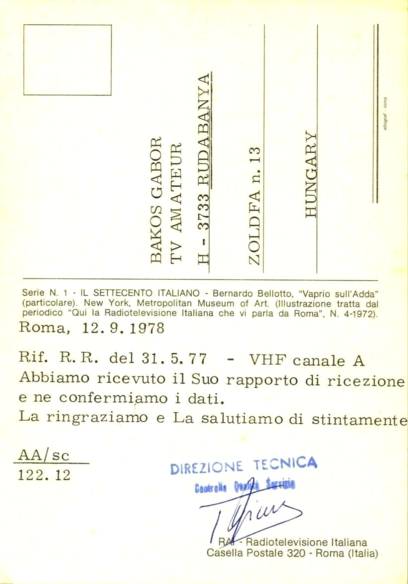 BAKOS GABOR
TV AMATEUR
H - 3733 RUDABANYA
ZOLDFA n. 13
HUNGARY
Serie N. 1 - IL SETTECENTO ITALIANO - Bernardo Bellotto, "Vaprio sull'Adda"
(particolare). New York, Metropolitan Museum of Art. (Illustrazione tratta dal
periodico "Qui la Radiotelevisione Italiana che vi parla da Roma", N. 4-1972).
Roma, 12.9.1978
Rif. R.R. del 31.5.77 - VHF canale A
Abbiamo ricevuto il Suo rapporto di ricezione
e ne confermiamo i dati.
La ringraziamo e La salutiamo di stintamente
AA/sc
122.12
DIREZIONE TECNICA
Controllo Qualità Servizio
RAI - Radiotelevisione Italiana
Casella Postale 320 - Roma (Italia)